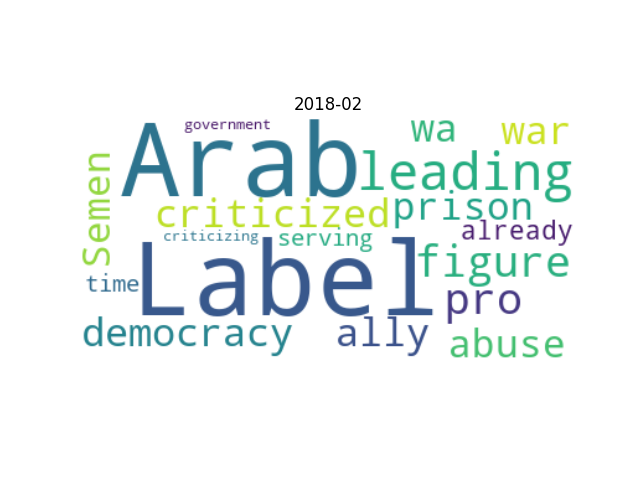 2018-02
government
Arab
wa
war
leading
Semen
criticized
prison
criticizing
serving
already
Label
figure
time
pro
democracy
ally
abuse